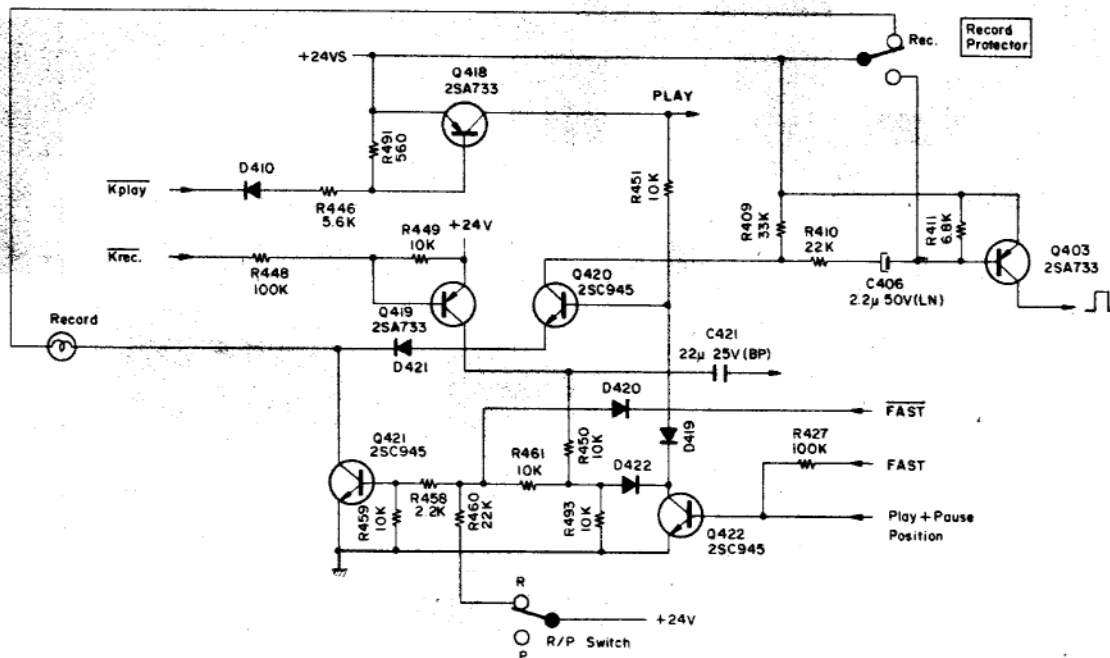 Rec.
Record
Protector
+24VS
Q418
2SA733
PLAY
R491
560
D410
Kplay
R446
5.6K
R451
10K
R409
33K
R410
22K
R411
6.8K
Q403
2SA733
C406
2.2μ 50V(LN)
+24V
R449
10K
Krec.
R448
100K
Q420
2SC945
Q419
2SA733
Record
D421
C421
22μ 25V(BP)
D420
FAST
R450
10K
D419
R427
100K
FAST
Q421
2SC945
R461
10K
D422
R458
2.2K
R459
10K
R460
22K
R493
10K
Q422
2SC945
Play + Pause
Position
R
+24V
R/P Switch
P